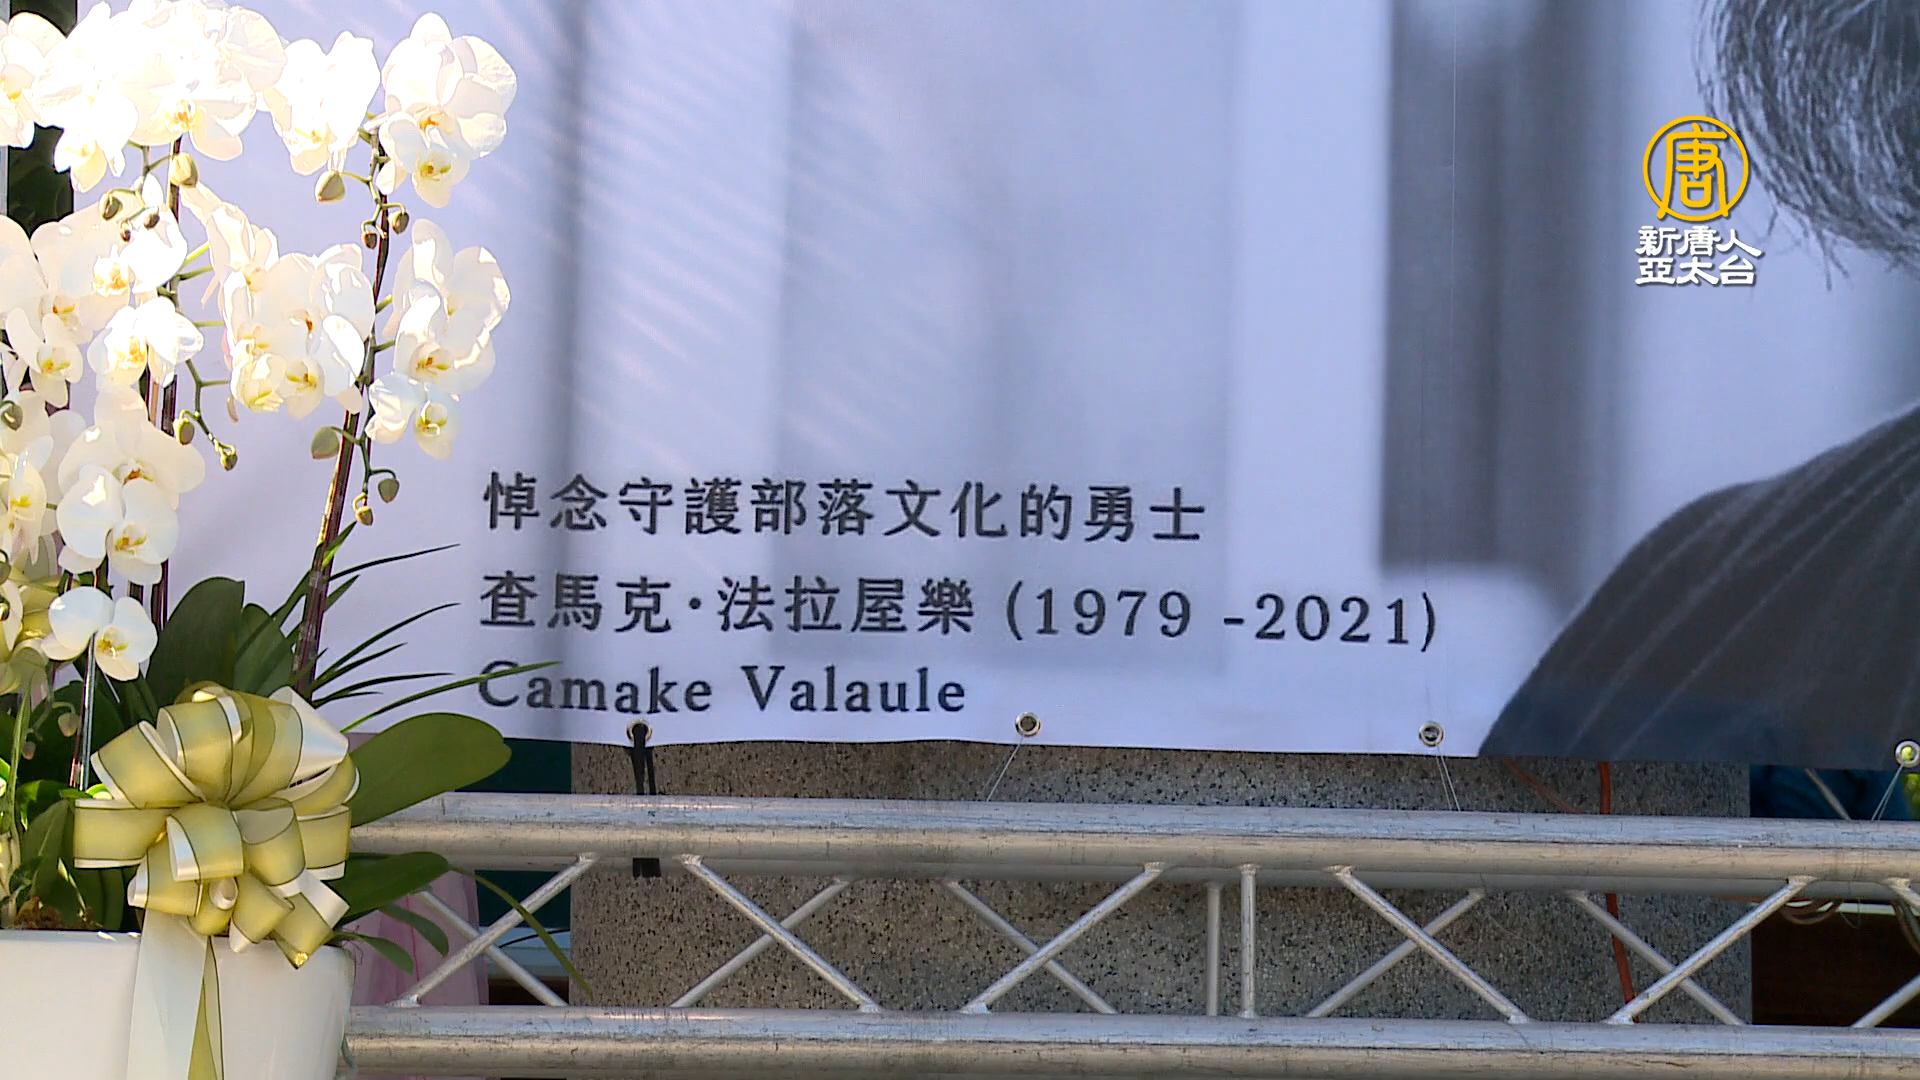 唐
新唐人
亞太台
悼念守護部落文化的勇士
查馬克·法拉屋樂 (1979 -2021)
Camake Valaule